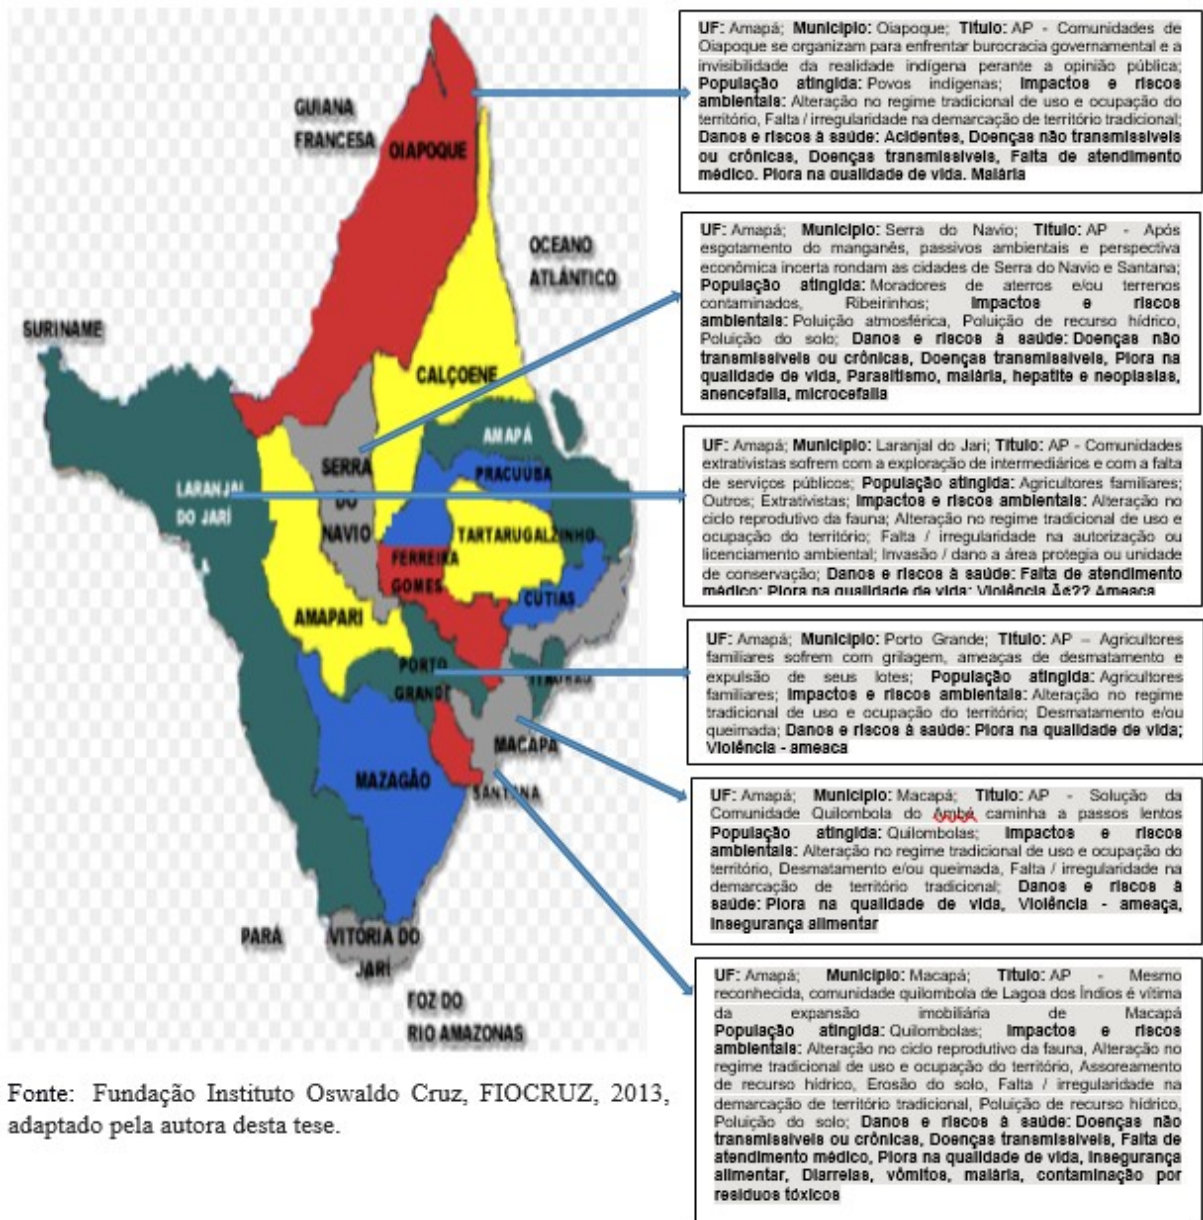 GUIANA
FRANCESA
OIAPOQUE
OCEANO
ATLÂNTICO
SURINAME
CALÇOENE
AMAPÁ
SERRA
DO
NAVIO
PRACUÚBA
LARANJAL
DO JARÍ
TARTARUGALZINHO
FERREIRA
GOMES
CUTIAS
AMAPARI
PORTO
GRANDE
MACAPÁ
MAZAGÃO
SANTANA
PARÁ
VITÓRIA DO
JARÍ
FOZ DO
RIO AMAZONAS
Fonte: Fundação Instituto Oswaldo Cruz, FIOCRUZ, 2013,
adaptado pela autora desta tese.
UF: Amapá; Município: Oiapoque; Título: AP - Comunidades de
Oiapoque se organizam para enfrentar burocracia governamental e a
invisibilidade da realidade indígena perante a opinião pública;
População atingida: Povos indígenas; Impactos e riscos
ambientais: Alteração no regime tradicional de uso e ocupação do
território, Falta / irregularidade na demarcação de território tradicional;
Danos e riscos à saúde: Acidentes, Doenças não transmissíveis
ou crônicas, Doenças transmissíveis, Falta de atendimento
médico. Piora na qualidade de vida. Malária
UF: Amapá; Município: Serra do Navio; Título: AP - Após
esgotamento do manganês, passivos ambientais e perspectiva
econômica incerta rondam as cidades de Serra do Navio e Santana;
População atingida: Moradores de aterros e/ou terrenos
contaminados, Ribeirinhos; Impactos e riscos
ambientais: Poluição atmosférica, Poluição de recurso hídrico,
Poluição do solo; Danos e riscos à saúde: Doenças não
transmissíveis ou crônicas, Doenças transmissíveis, Piora na
qualidade de vida, Parasitismo, malária, hepatite e neoplasias,
anencefalia, microcefalia
UF: Amapá; Município: Laranjal do Jari; Título: AP - Comunidades
extrativistas sofrem com a exploração de intermediários e com a falta
de serviços públicos; População atingida: Agricultores familiares;
Outros; Extrativistas; Impactos e riscos ambientais: Alteração no
ciclo reprodutivo da fauna; Alteração no regime tradicional de uso e
ocupação do território; Falta / irregularidade na autorização ou
licenciamento ambiental; Invasão / dano a área protegia ou unidade
de conservação; Danos e riscos à saúde: Falta de atendimento
médico; Piora na qualidade de vida; Violência Ã¢?? Ameaça
UF: Amapá; Município: Porto Grande; Título: AP – Agricultores
familiares sofrem com grilagem, ameaças de desmatamento e
expulsão de seus lotes; População atingida: Agricultores
familiares; Impactos e riscos ambientais: Alteração no regime
tradicional de uso e ocupação do território; Desmatamento e/ou
queimada; Danos e riscos à saúde: Piora na qualidade de vida;
Violência - ameaca
UF: Amapá; Município: Macapá; Título: AP - Solução da
Comunidade Quilombola do Ambé caminha a passos lentos
População atingida: Quilombolas; Impactos e riscos
ambientais: Alteração no regime tradicional de uso e ocupação do
território, Desmatamento e/ou queimada, Falta / irregularidade na
demarcação de território tradicional; Danos e riscos à
saúde: Piora na qualidade de vida, Violência - ameaça,
Insegurança alimentar
UF: Amapá; Município: Macapá; Título: AP - Mesmo
reconhecida, comunidade quilombola de Lagoa dos Índios é vítima
da expansão imobiliária de Macapá
População atingida: Quilombolas; Impactos e riscos
ambientais: Alteração no ciclo reprodutivo da fauna, Alteração no
regime tradicional de uso e ocupação do território, Assoreamento
de recurso hídrico, Erosão do solo, Falta / irregularidade na
demarcação de território tradicional, Poluição de recurso hídrico,
Poluição do solo; Danos e riscos à saúde: Doenças não
transmissíveis ou crônicas, Doenças transmissíveis, Falta de
atendimento médico, Piora na qualidade de vida, Insegurança
alimentar, Diarreias, vômitos, malária, contaminação por
resíduos tóxicos